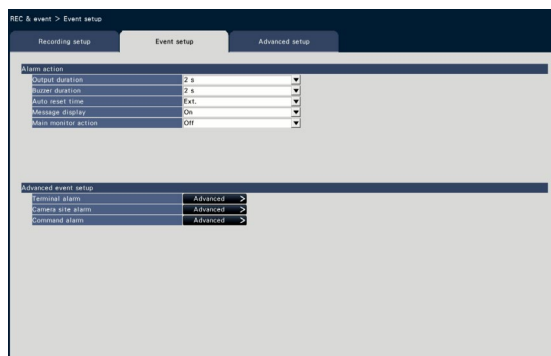 REC & event > Event setup
Recording setup Event setup Advanced setup
Alarm action
Output duration 2 s
Buzzer duration 2 s
Auto reset time Ext.
Message display On
Main monitor action Off
Advanced event setup
Terminal alarm Advanced >
Camera site alarm Advanced >
Command alarm Advanced >